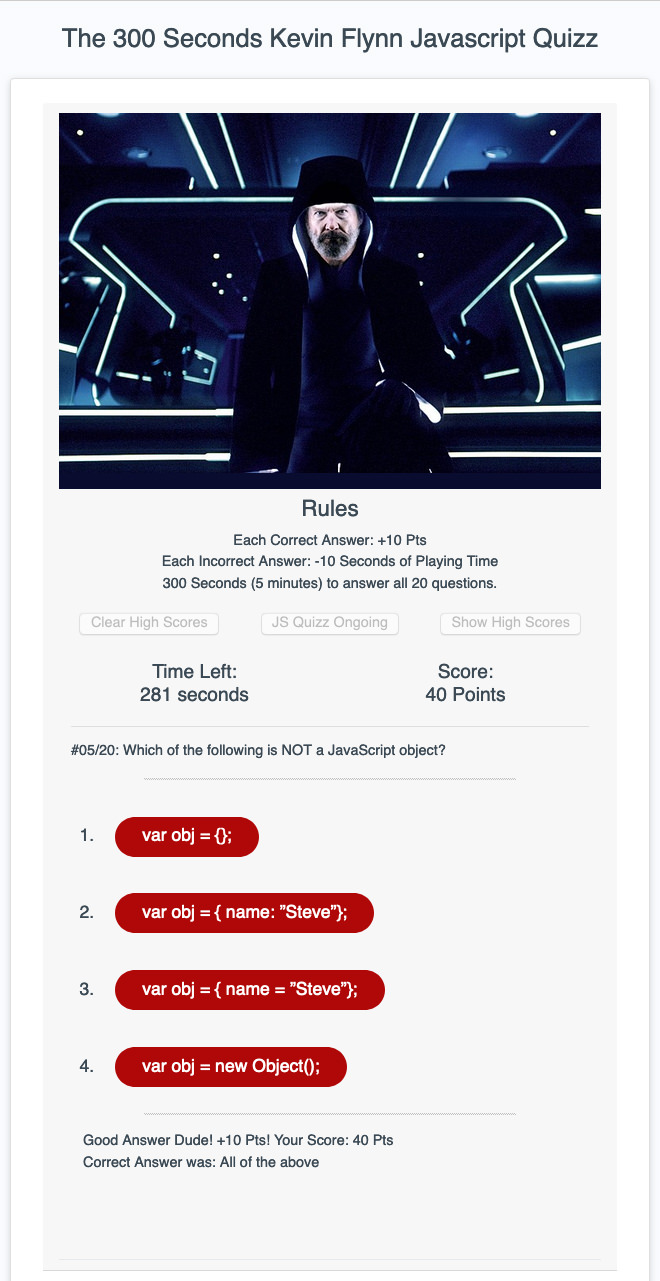 The 300 Seconds Kevin Flynn Javascript Quizz
Rules
Each Correct Answer: +10 Pts
Each Incorrect Answer: -10 Seconds of Playing Time
300 Seconds (5 minutes) to answer all 20 questions.
Clear High Scores JS Quizz Ongoing Show High Scores
Time Left: Score:
281 seconds 40 Points
#05/20: Which of the following is NOT a JavaScript object?
1. var obj = {};
2. var obj = { name: ”Steve”};
3. var obj = { name = ”Steve”};
4. var obj = new Object();
Good Answer Dude! +10 Pts! Your Score: 40 Pts
Correct Answer was: All of the above